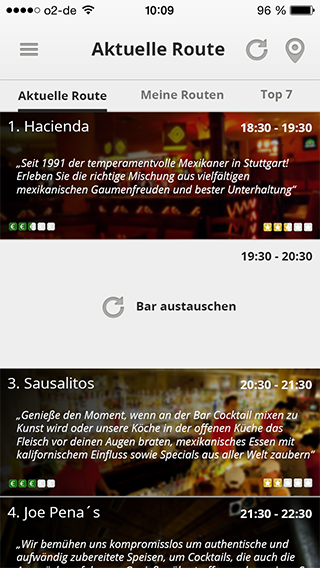 o2-de 10:09 96 %
Aktuelle Route
Aktuelle Route Meine Routen Top 7
1. Hacienda 18:30 - 19:30
„Seit 1991 der temperamentvolle Mexikaner in Stuttgart!
Erleben Sie die richtige Mischung aus vielfältigen
mexikanischen Gaumenfreuden und bester Unterhaltung“
19:30 - 20:30
Bar austauschen
3. Sausalitos 20:30 - 21:30
„Genieße den Moment, wenn an der Bar Cocktail mixen zu
Kunst wird oder unsere Köche in der offenen Küche das
Fleisch vor deinen Augen braten, mexikanisches Essen mit
kalifornischem Einfluss sowie Specials aus aller Welt zaubern“
4. Joe Pena´s 21:30 - 22:30
„Wir bemühen uns kompromisslos um authentische und
aufwändig zubereitete Speisen, um Cocktails, die auch die